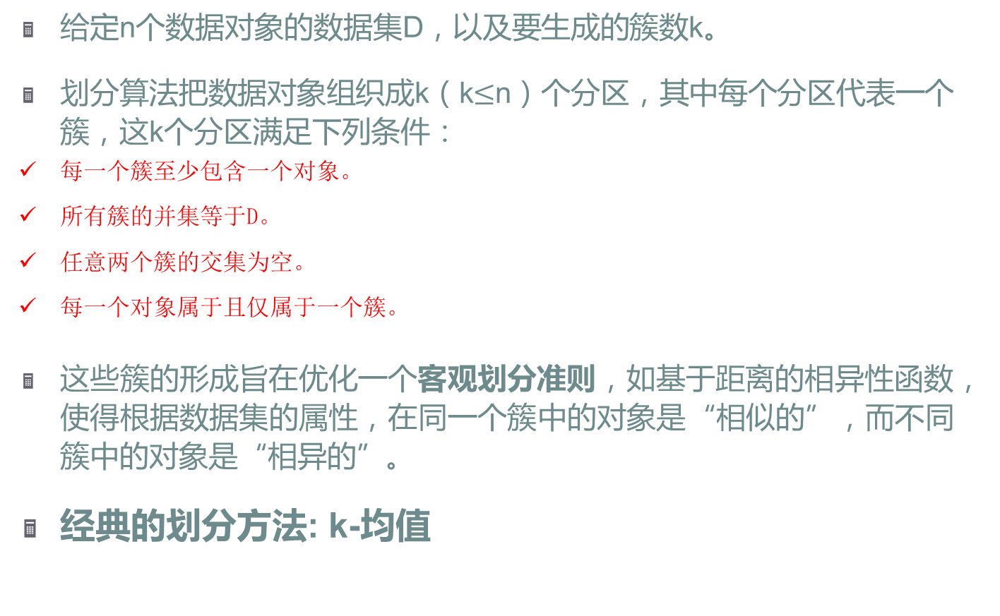 给定n个数据对象的数据集D，以及要生成的簇数k。
划分算法把数据对象组织成k（k≤n）个分区，其中每个分区代表一个
簇，这k个分区满足下列条件：
每一个簇至少包含一个对象。
所有簇的并集等于D。
任意两个簇的交集为空。
每一个对象属于且仅属于一个簇。
这些簇的形成旨在优化一个客观划分准则，如基于距离的相异性函数，
使得根据数据集的属性，在同一个簇中的对象是“相似的”，而不同
簇中的对象是“相异的”。
经典的划分方法: k-均值